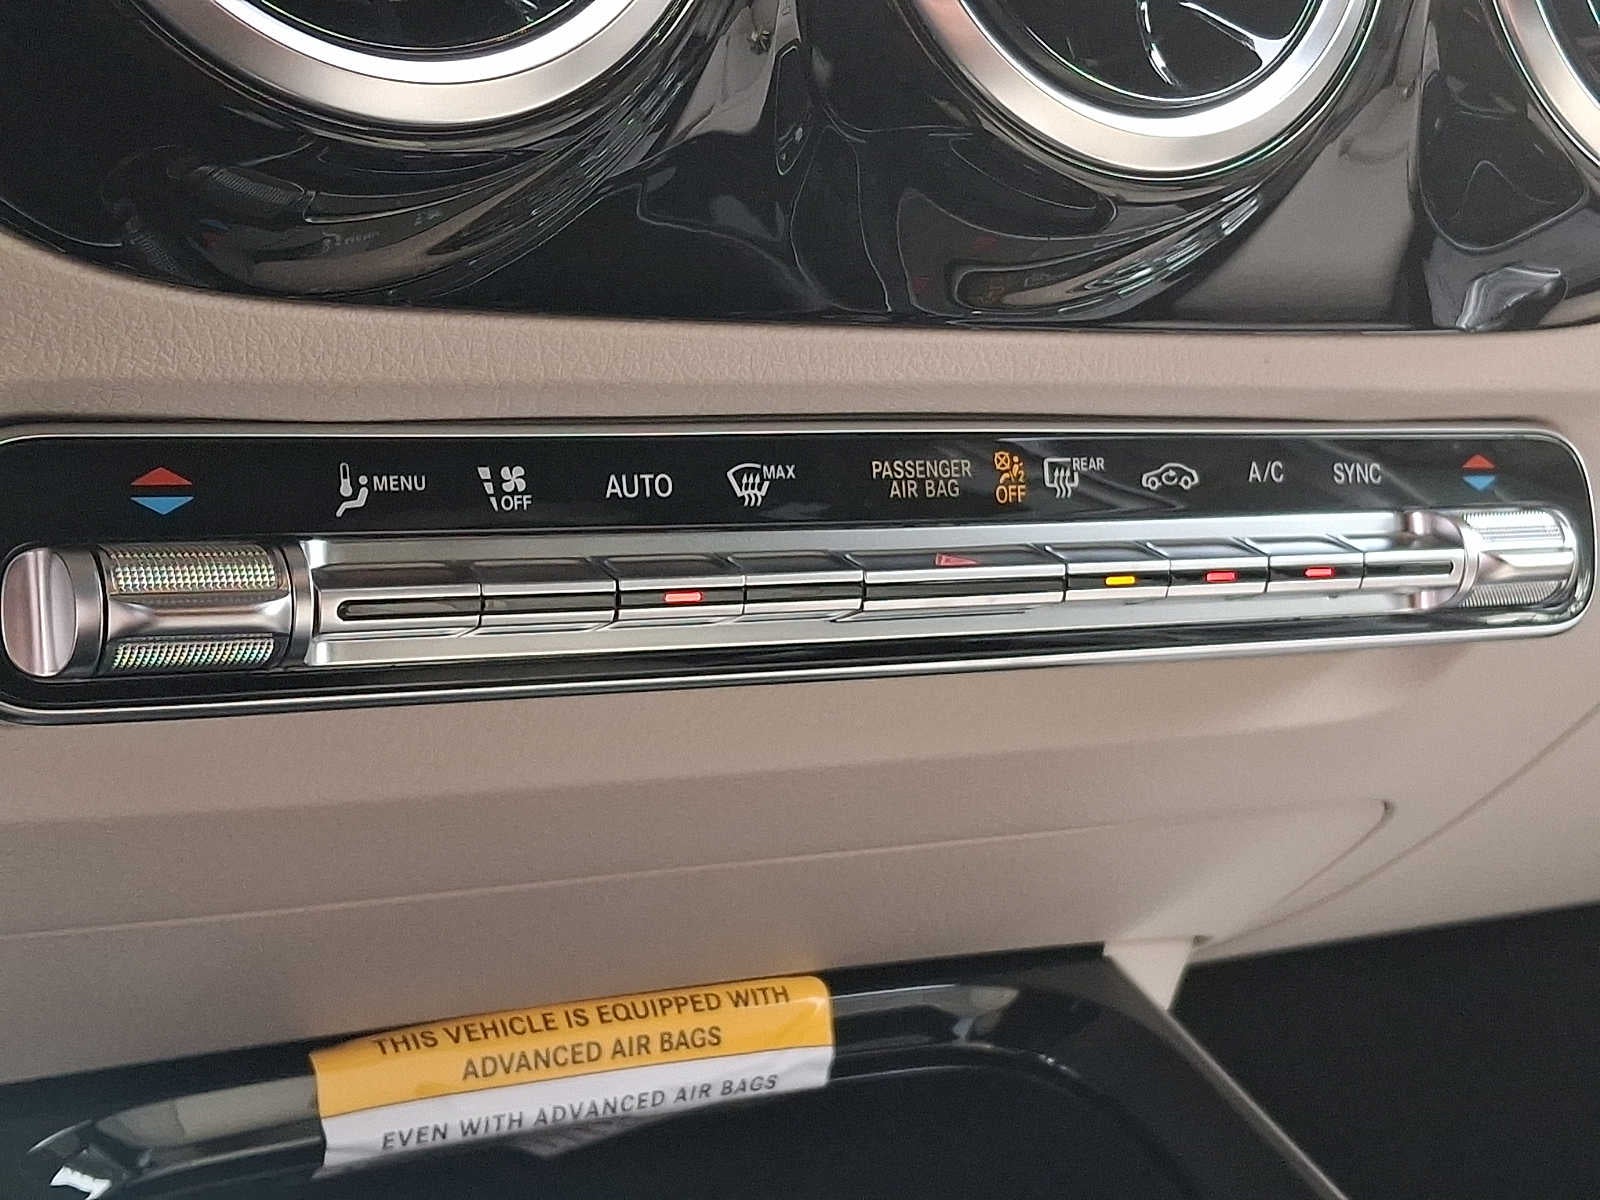 MENU
OFF
AUTO
MAX
PASSENGER
AIR BAG
2
OFF
REAR
A/C
SYNC
THIS VEHICLE IS EQUIPPED WITH
ADVANCED AIR BAGS
EVEN WITH ADVANCED AIR BAGS